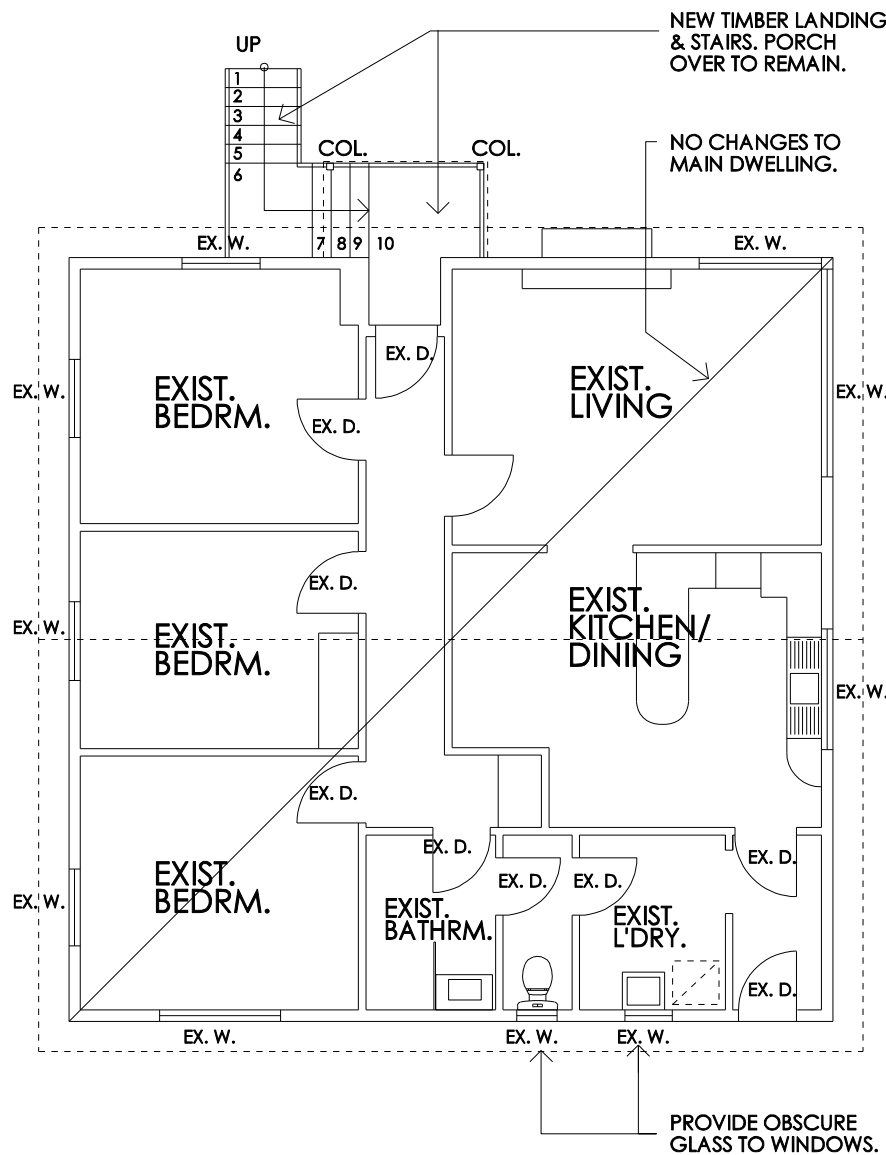 NEW TIMBER LANDING
& STAIRS. PORCH
OVER TO REMAIN.
UP
1
2
3
4
5
6
COL.
COL.
NO CHANGES TO
MAIN DWELLING.
EX. W.
7 8 9 10
EX. W.
EX. D.
EX. W.
EXIST.
BEDRM.
EX. D.
EXIST.
LIVING
EX. W.
EX. D.
EX. W.
EXIST.
BEDRM.
EXIST.
KITCHEN/
DINING
EX. W.
EX. D.
EX. D.
EX. D.
EXIST.
BEDRM.
EX. W.
EX. D.
EX. D.
EXIST.
BATHRM.
EXIST.
L'DRY.
EX. D.
EX. W.
EX. W.
EX. W.
PROVIDE OBSCURE
GLASS TO WINDOWS.